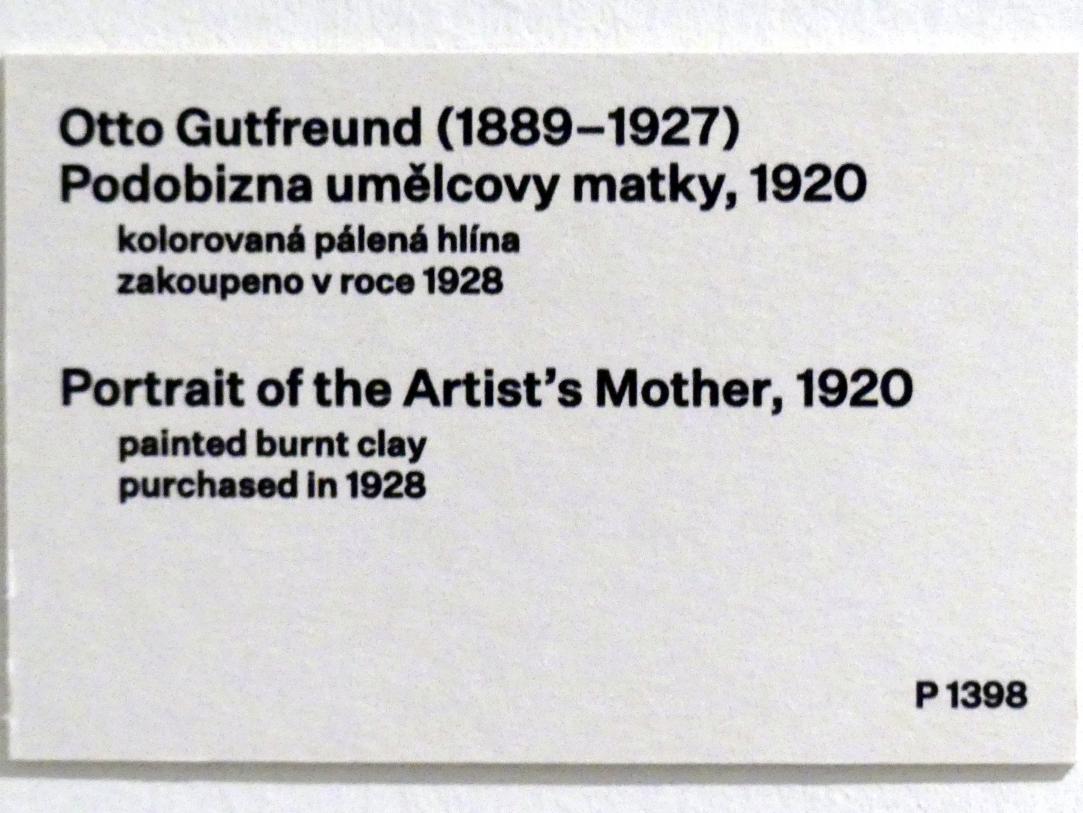 Otto Gutfreund (1889–1927)
Podobizna umělcovy matky, 1920
kolorovaná pálená hlína
zakoupeno v roce 1928
Portrait of the Artist’s Mother, 1920
painted burnt clay
purchased in 1928
P 1398